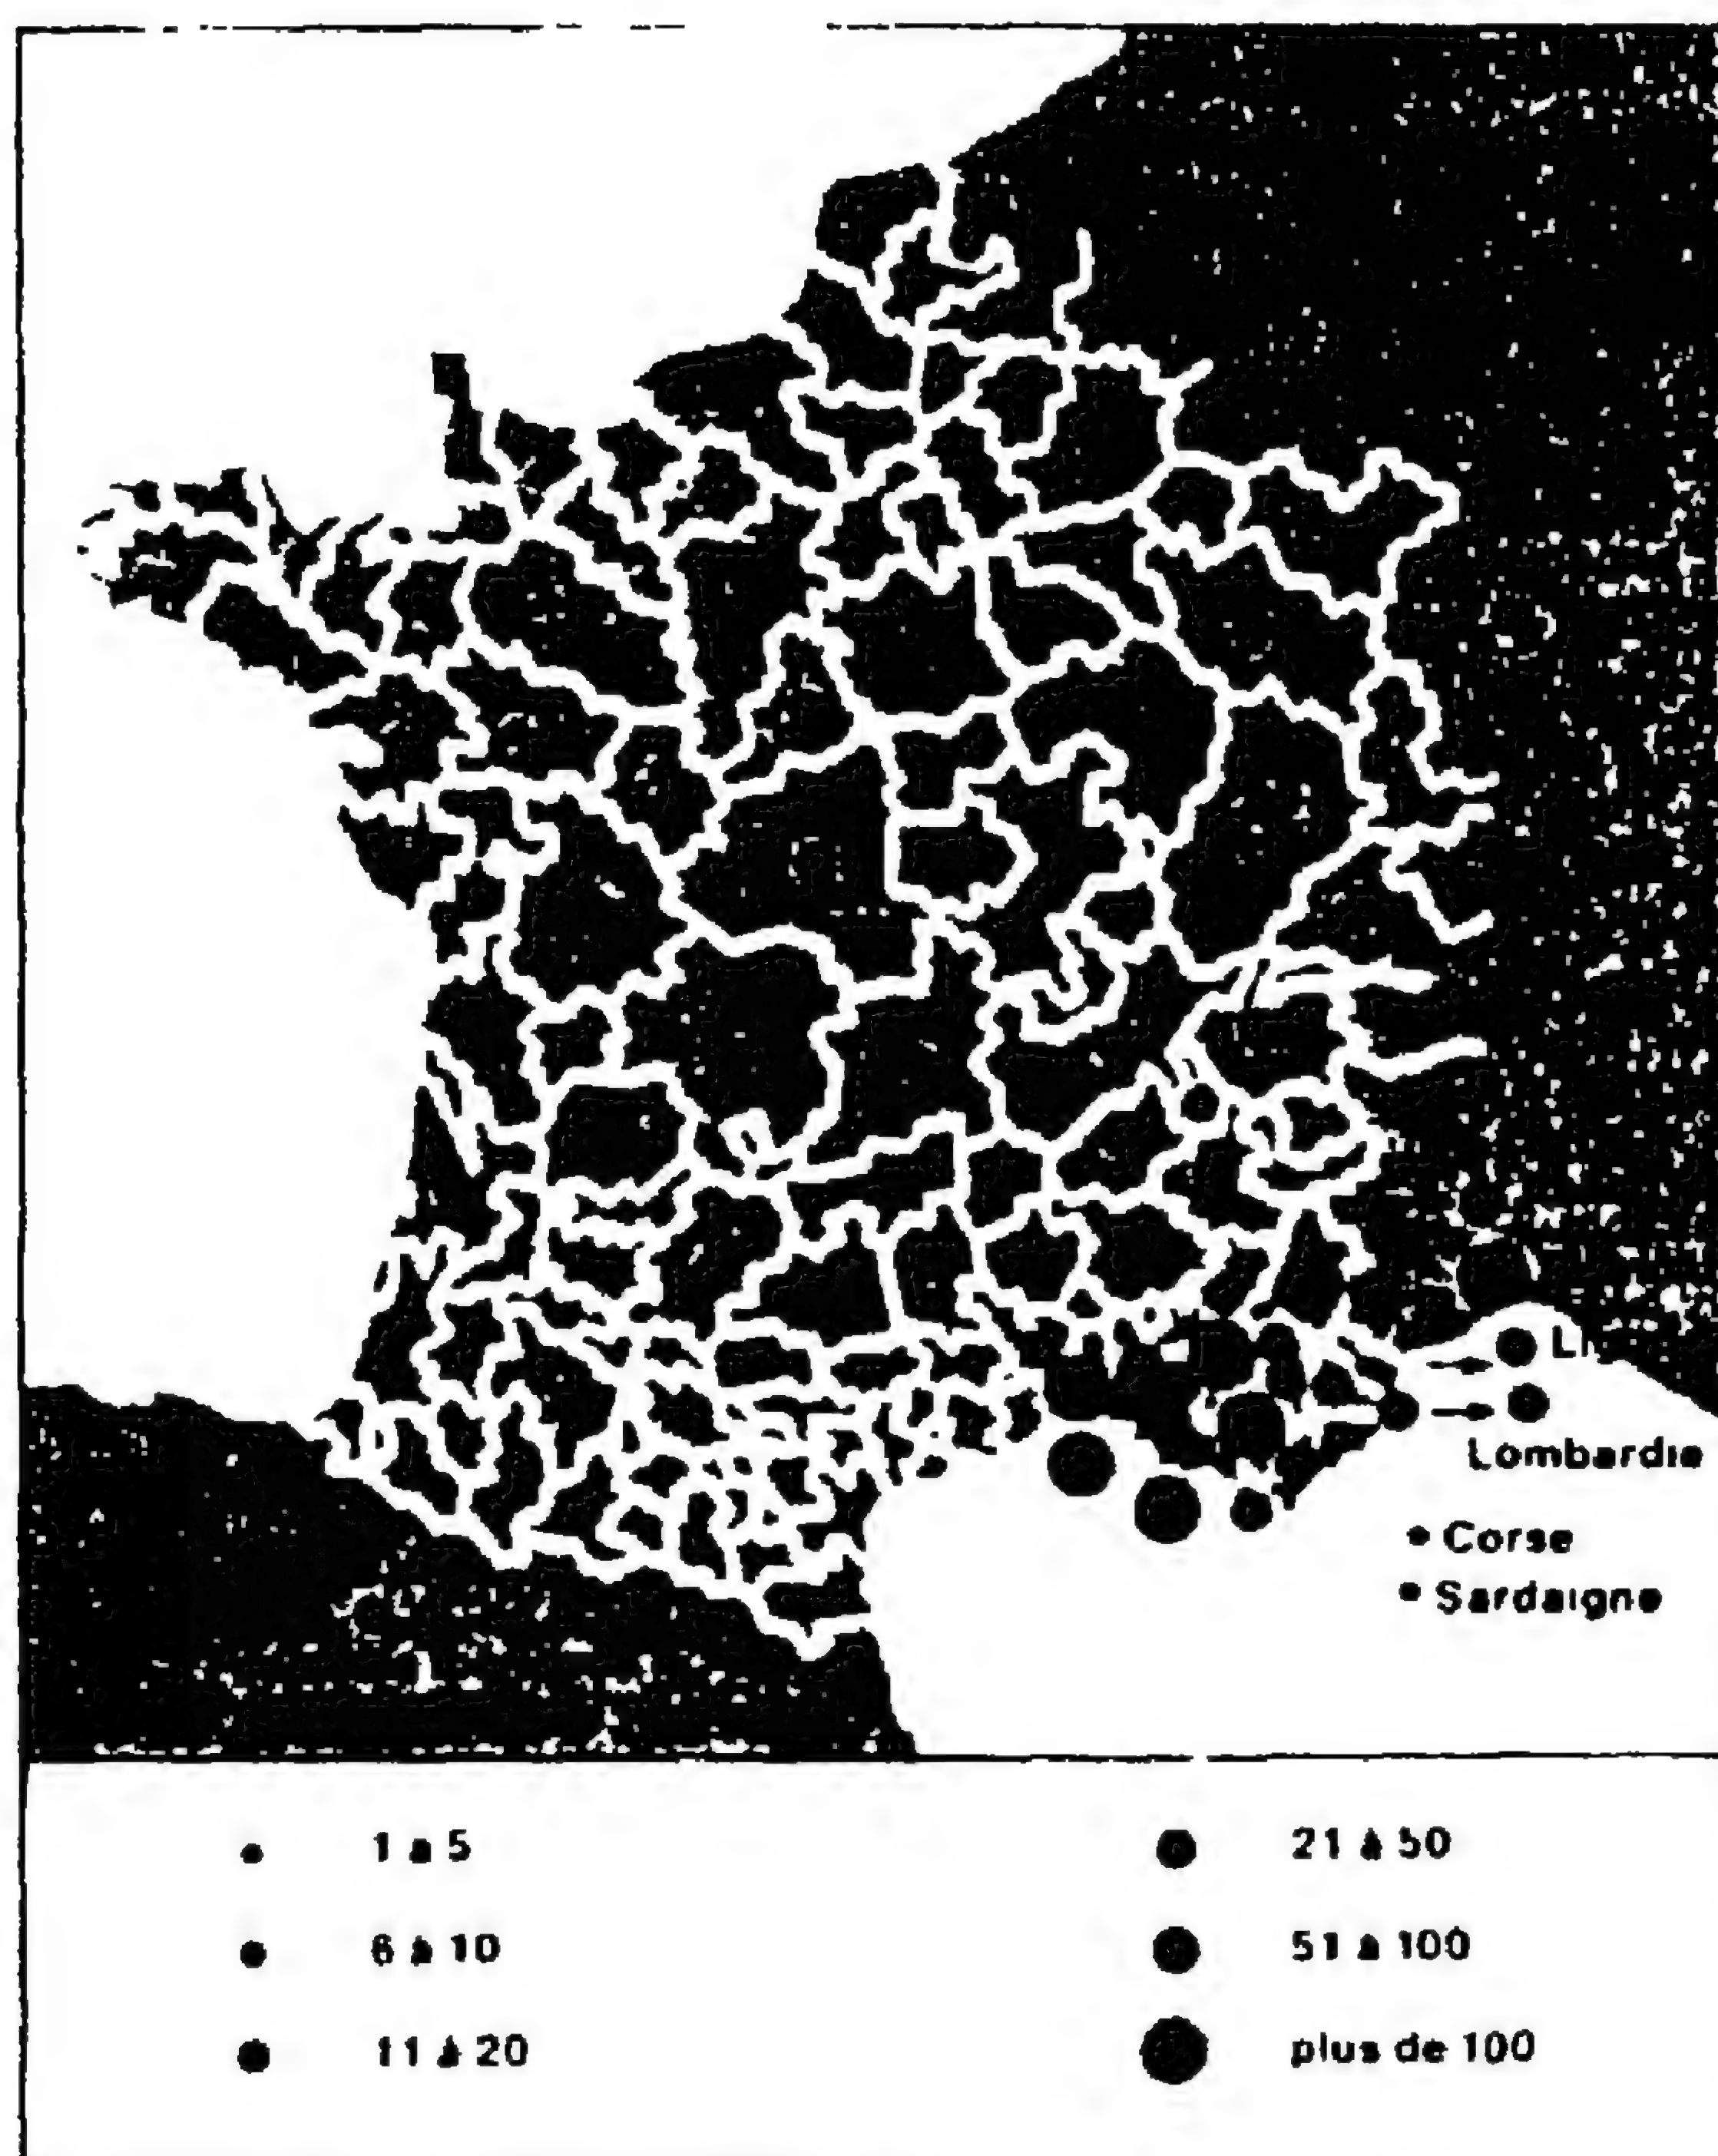 Lombardie
Corse
Sardaigne
1 à 5
21 à 50
6 à 10
51 à 100
11 à 20
plus de 100